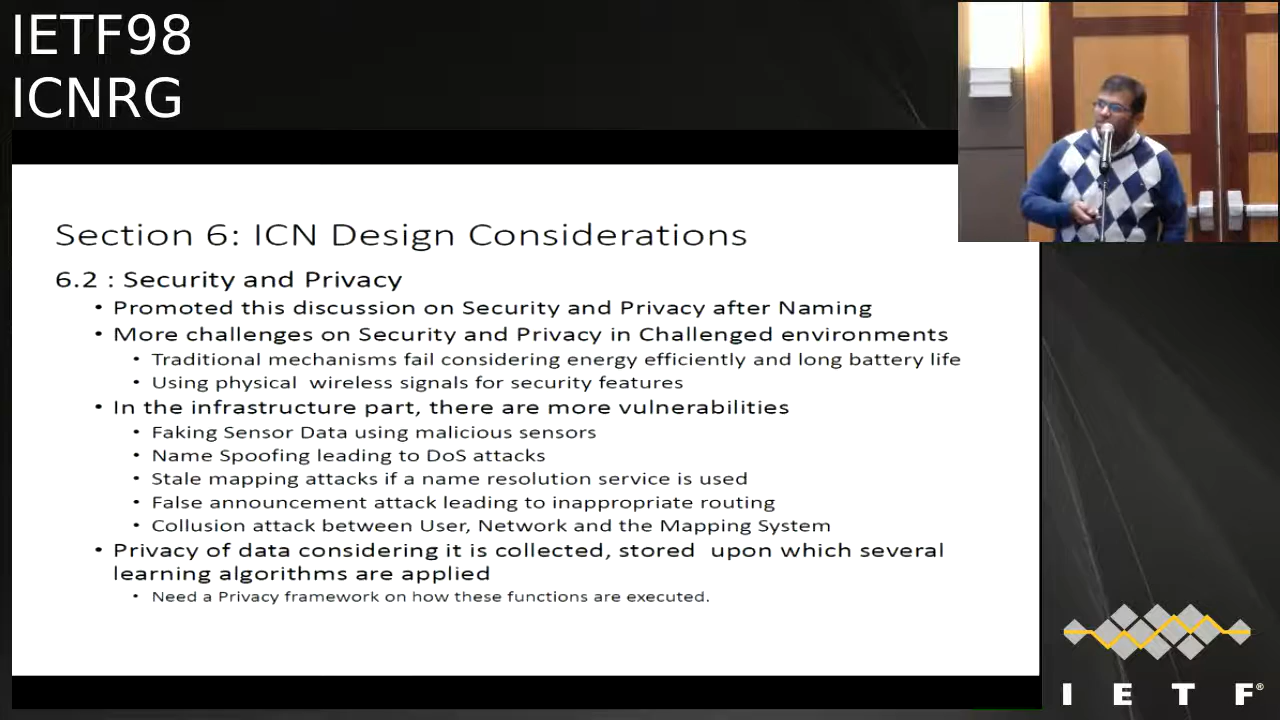 IETF98
ICNRG
Section 6: ICN Design Considerations
6.2 : Security and Privacy
• Promoted this discussion on Security and Privacy after Naming
• More challenges on Security and Privacy in Challenged environments
• Traditional mechanisms fail considering energy efficiently and long battery life
• Using physical wireless signals for security features
• In the infrastructure part, there are more vulnerabilities
• Faking Sensor Data using malicious sensors
• Name Spoofing leading to DoS attacks
• Stale mapping attacks if a name resolution service is used
• False announcement attack leading to inappropriate routing
• Collusion attack between User, Network and the Mapping System
• Privacy of data considering it is collected, stored upon which several
learning algorithms are applied
• Need a Privacy framework on how these functions are executed.
I E T F®